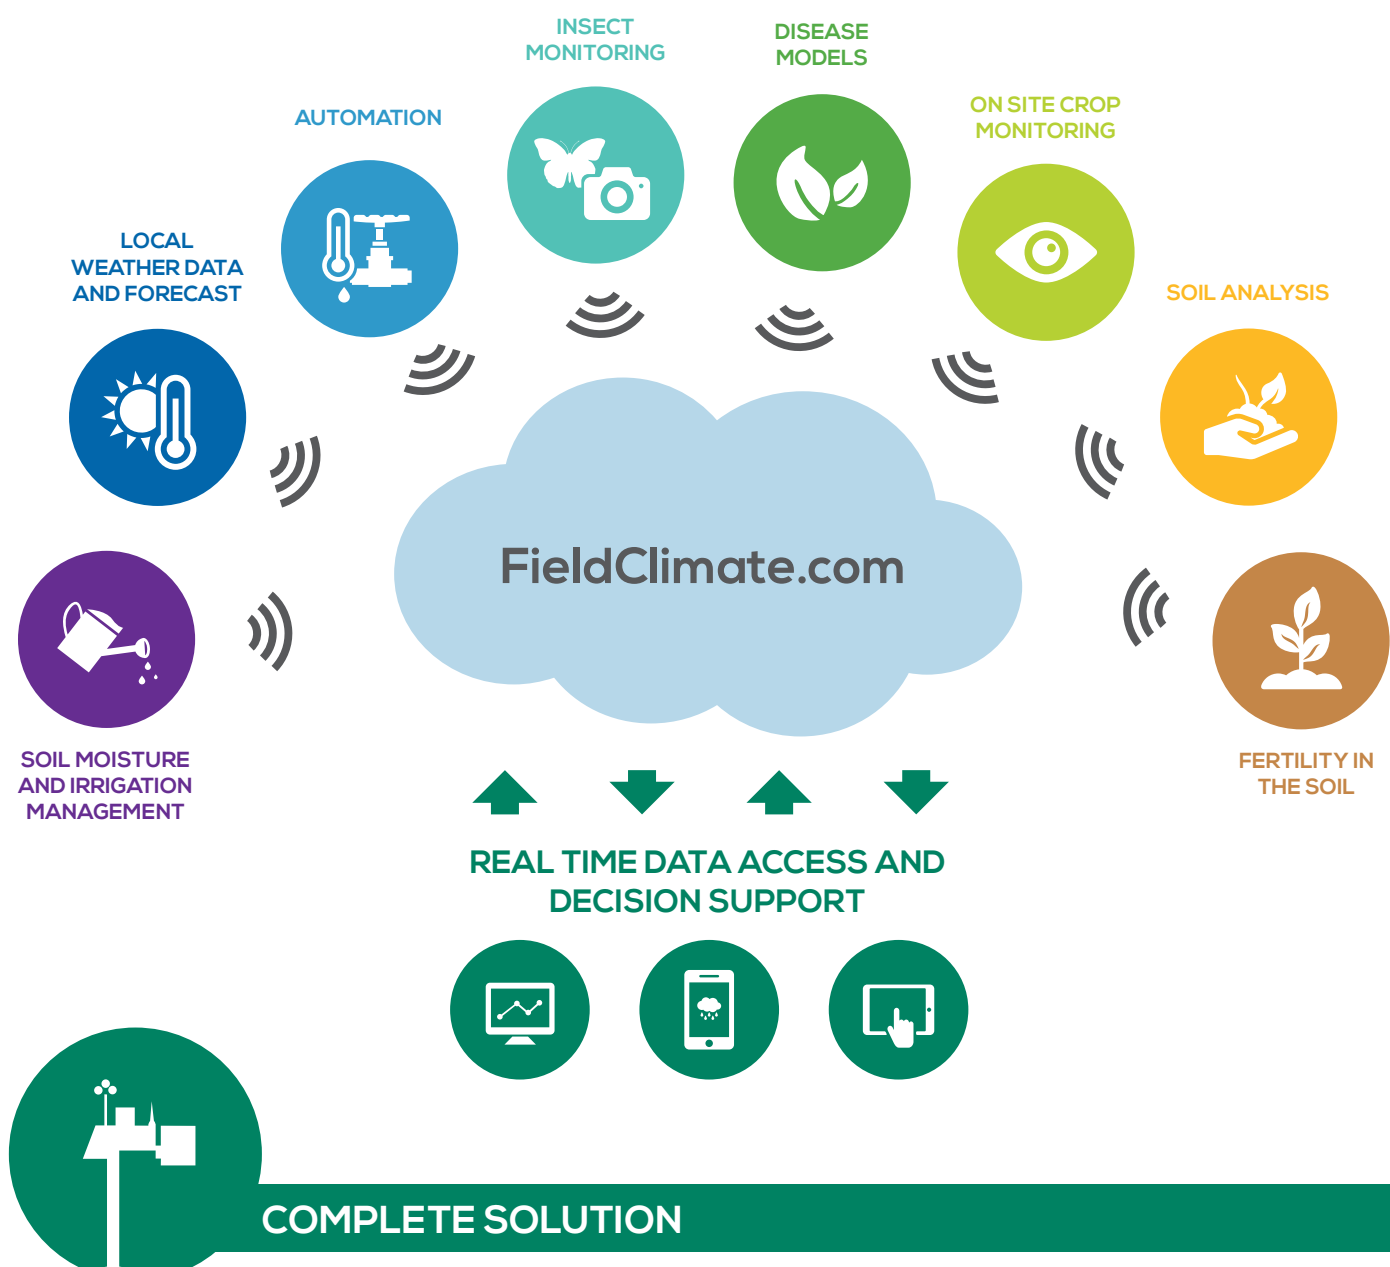 INSECT
MONITORING
DISEASE
MODELS
AUTOMATION
ON SITE CROP
MONITORING
LOCAL
WEATHER DATA
AND FORECAST
SOIL ANALYSIS
FieldClimate.com
SOIL MOISTURE
AND IRRIGATION
MANAGEMENT
FERTILITY IN
THE SOIL
REAL TIME DATA ACCESS AND
DECISION SUPPORT
COMPLETE SOLUTION